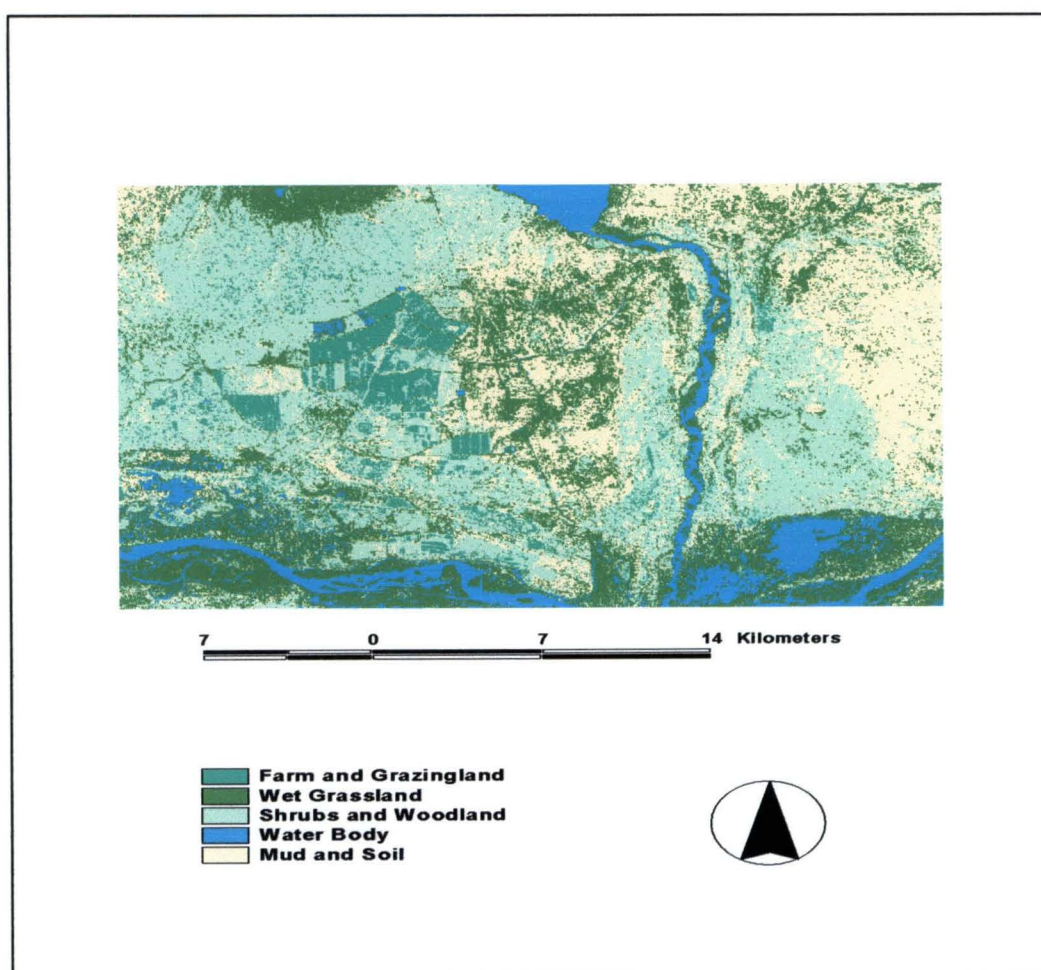 7 0 7 14 Kilometers
Farm and Grazingland
Wet Grassland
Shrubs and Woodland
Water Body
Mud and Soil